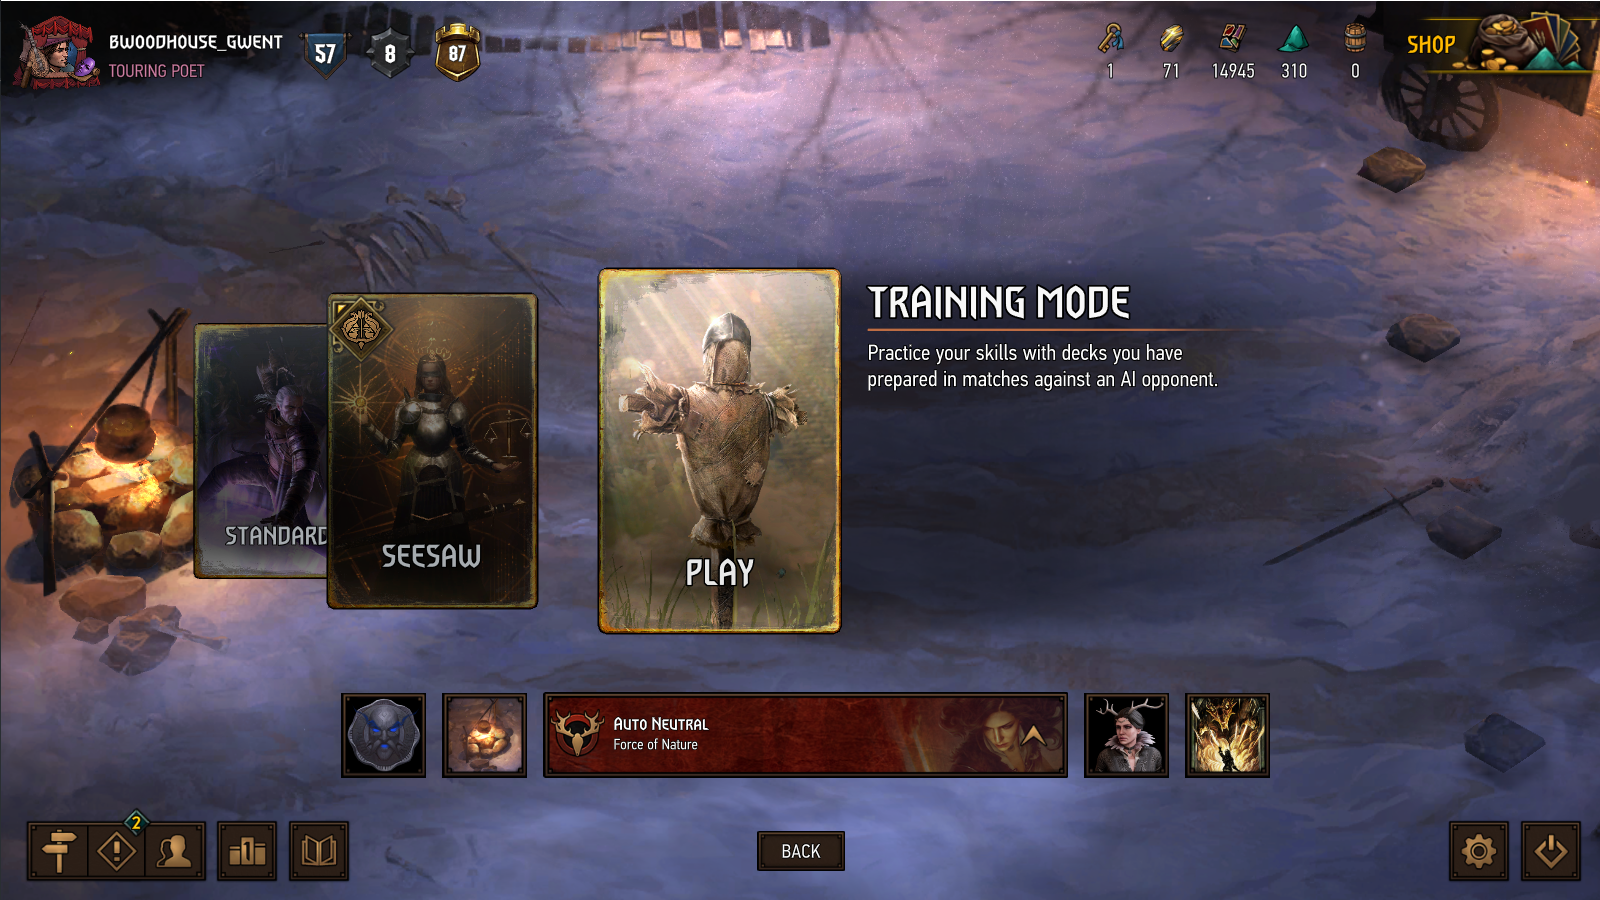 BWOODHOUSE_GWENT
TOURING POET
57
8
87
1
71
14945
310
0
SHOP
TRAINING MODE
Practice your skills with decks you have
prepared in matches against an AI opponent.
STANDARD
SEESAW
PLAY
Auto Neutral
Force of Nature
2
1
BACK